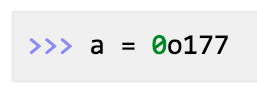 >>> a = 0o177